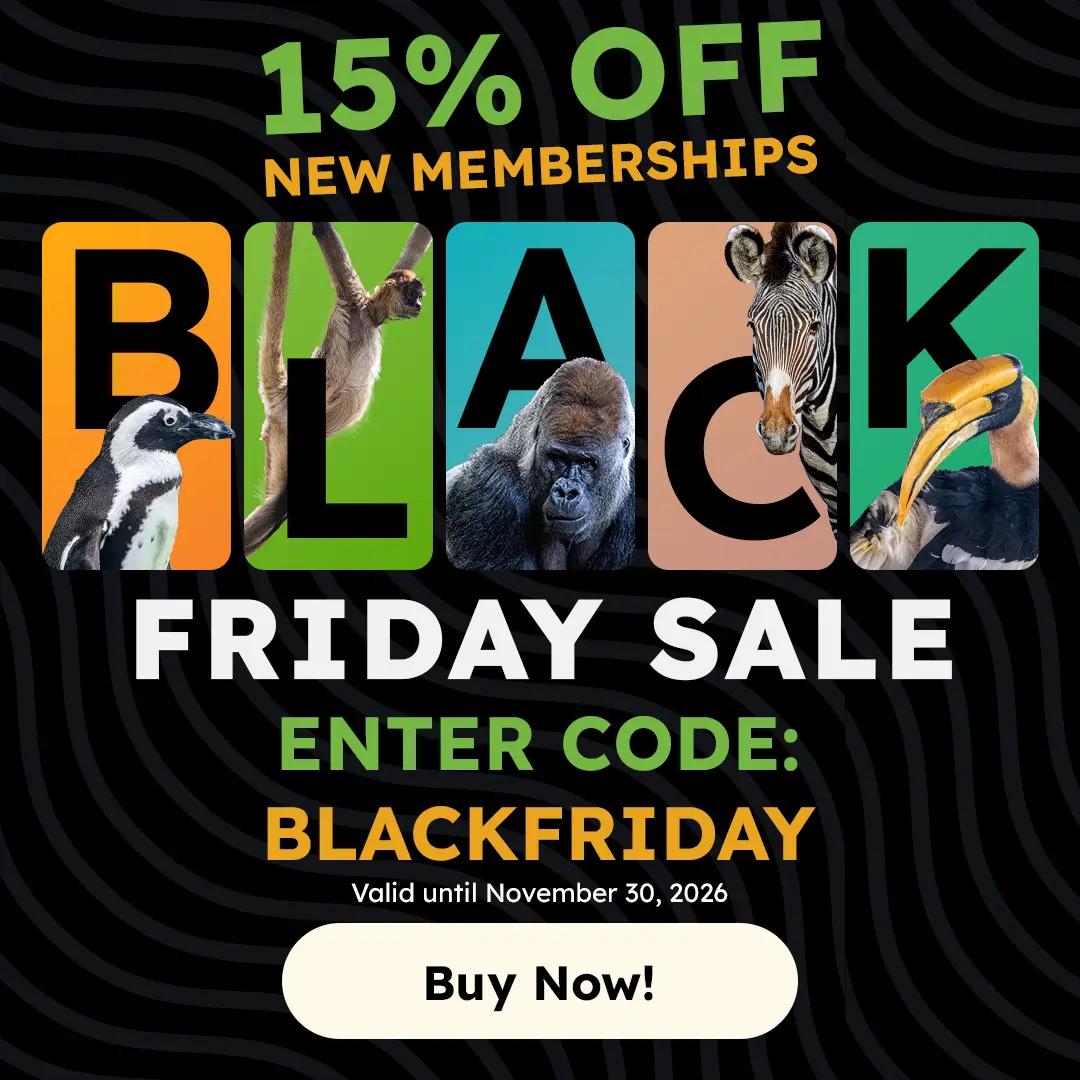 15% OFF
NEW MEMBERSHIPS
BLACK
FRIDAY SALE
ENTER CODE:
BLACKFRIDAY
Valid until November 30, 2026
Buy Now!